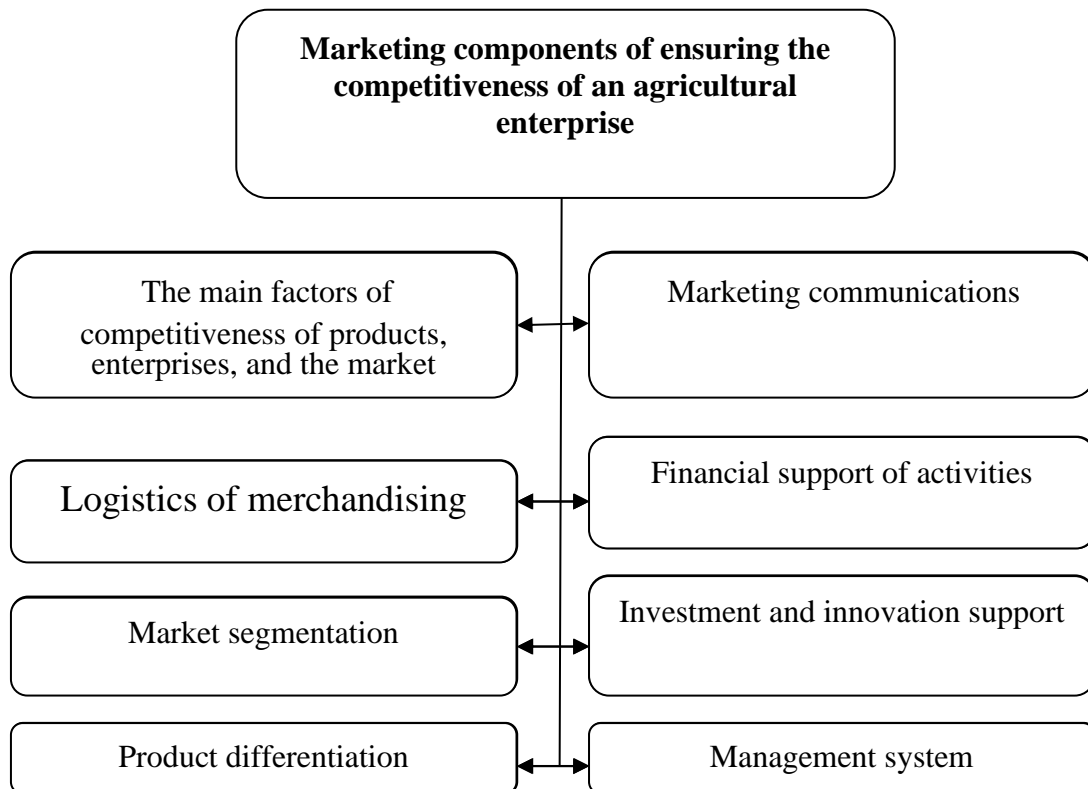 Marketing components of ensuring the
competitiveness of an agricultural
enterprise
The main factors of
competitiveness of products,
enterprises, and the market
Marketing communications
Logistics of merchandising
Financial support of activities
Market segmentation
Investment and innovation support
Product differentiation
Management system